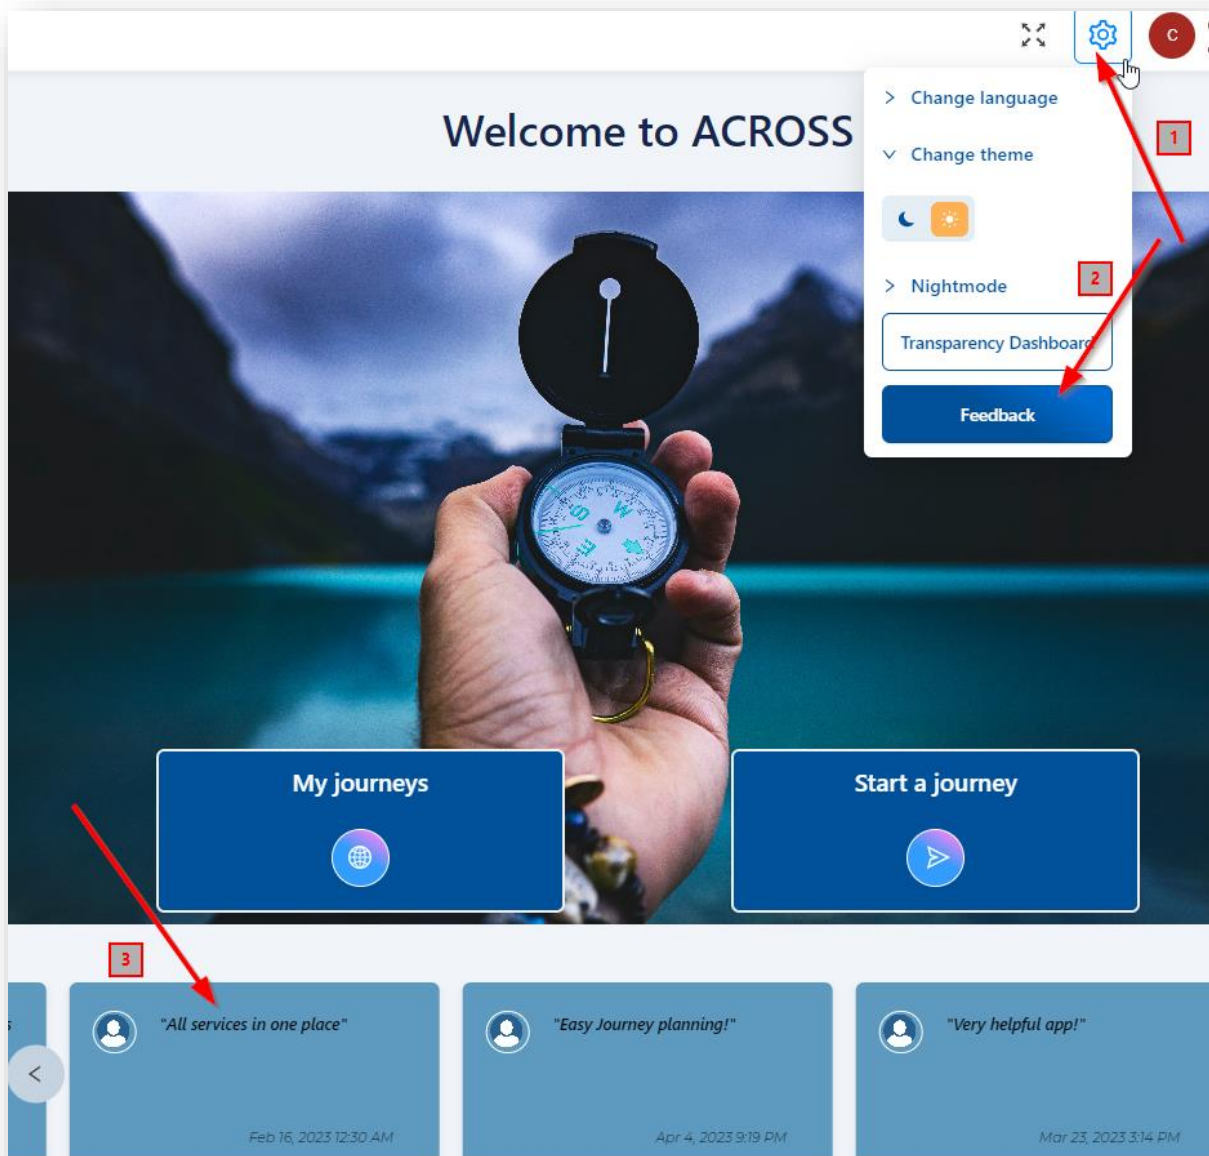 C
Change language
Welcome to ACROSS
1
Change theme
2
Nightmode
Transparency Dashboard
Feedback
My journeys
Start a journey
3
"All services in one place"
"Easy Journey planning!"
"Very helpful app!"
Feb 16, 2023 12:30 AM
Apr 4, 2023 9:19 PM
Mar 23, 2023 3:14 PM